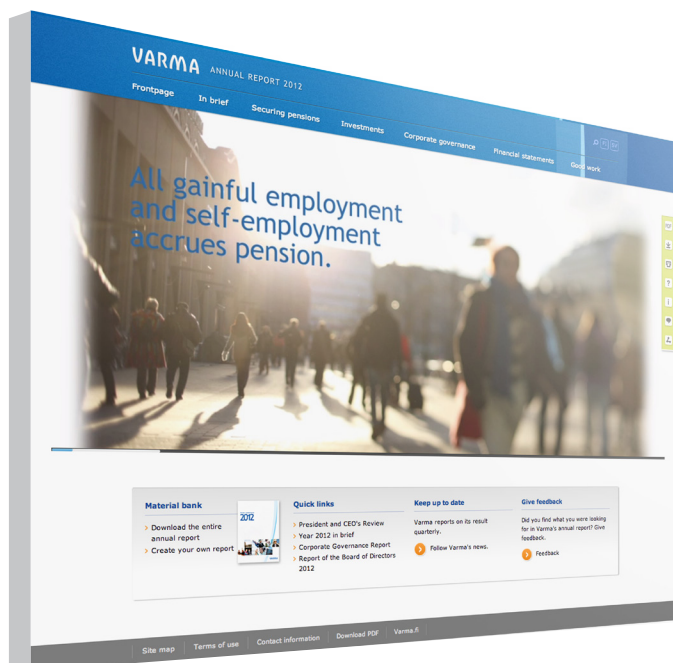 VARMA ANNUAL REPORT 2012
Frontpage In brief Securing pensions Investments Corporate governance Financial statements Good work
All gainful employment
and self-employment
accrues pension.
Material bank
Download the entire
annual report
Create your own report
2012
Quick links
President and CEO's Review
Year 2012 in brief
Corporate Governance Report
Report of the Board of Directors
2012
Keep up to date
Varma reports on its result
quarterly.
Follow Varma's news.
Give feedback
Did you find what you were looking
for in Varma's annual report? Give
feedback.
Feedback
Site map Terms of use Contact information Download PDF Varma.fi